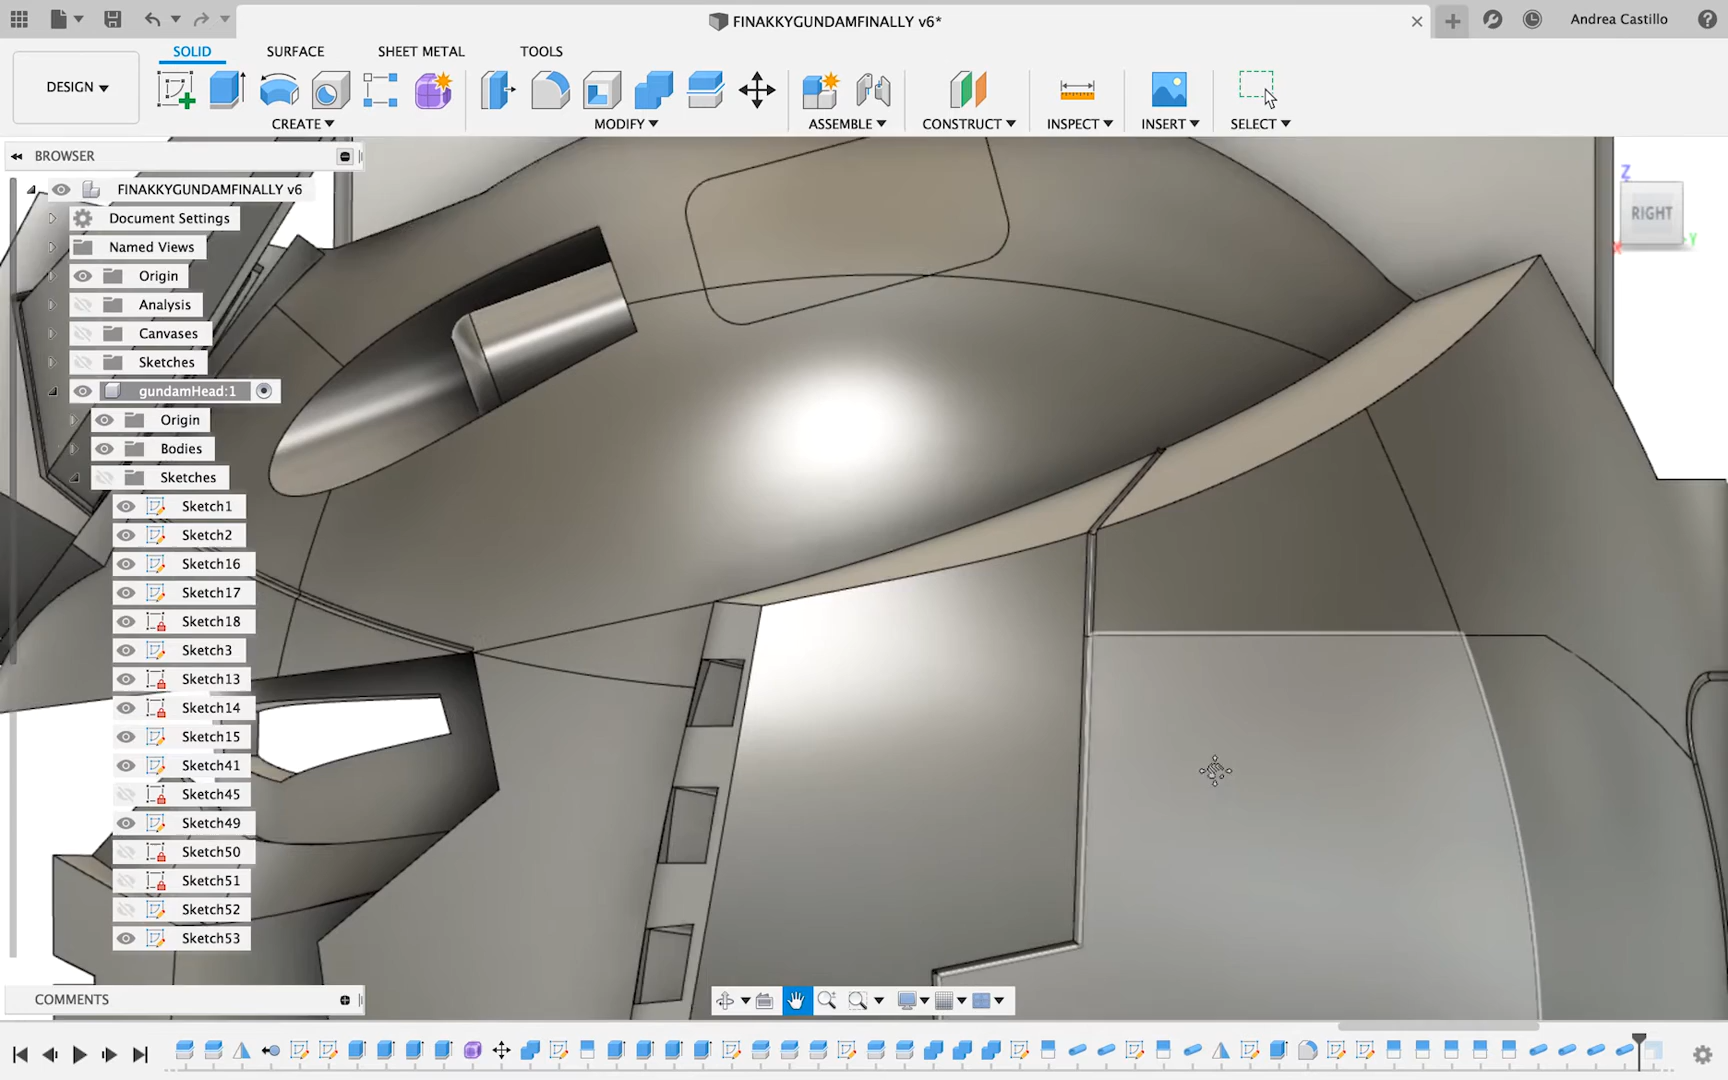 FINAKKYGUNDAMFINALLY v6*
Andrea Castillo
SOLID
SURFACE
SHEET METAL
TOOLS
DESIGN
CREATE
MODIFY
ASSEMBLE
CONSTRUCT
INSPECT
INSERT
SELECT
BROWSER
FINAKKYGUNDAMFINALLY v6
Document Settings
Named Views
Origin
Analysis
Canvases
Sketches
gundamHead:1
Origin
Bodies
Sketches
Sketch1
Sketch2
Sketch16
Sketch17
Sketch18
Sketch3
Sketch13
Sketch14
Sketch15
Sketch41
Sketch45
Sketch49
Sketch50
Sketch51
Sketch52
Sketch53
Z
RIGHT
X
Y
COMMENTS